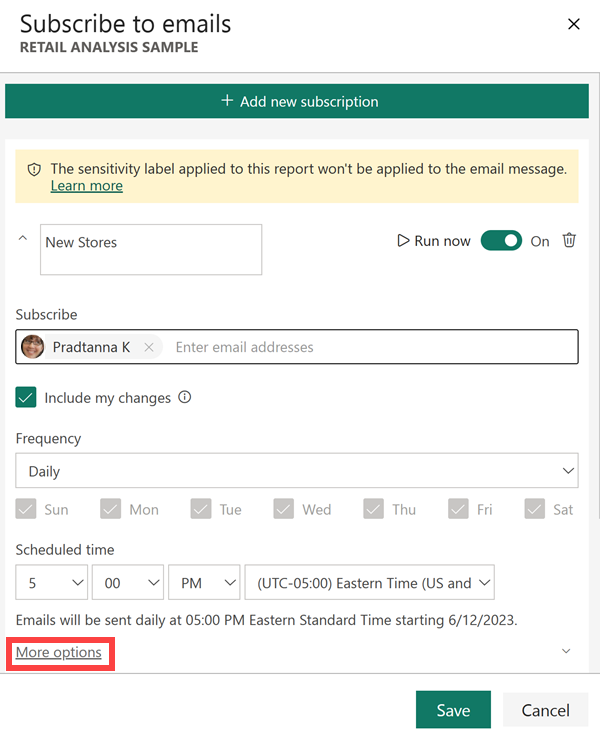 Subscribe to emails
RETAIL ANALYSIS SAMPLE
+ Add new subscription
The sensitivity label applied to this report won't be applied to the email message.
Learn more
New Stores
Run now
On
Subscribe
Pradtanna K
Enter email addresses
Include my changes
Frequency
Daily
Sun Mon Tue Wed Thu Fri Sat
Scheduled time
5 00 PM (UTC-05:00) Eastern Time (US and
Emails will be sent daily at 05:00 PM Eastern Standard Time starting 6/12/2023.
More options
Save Cancel